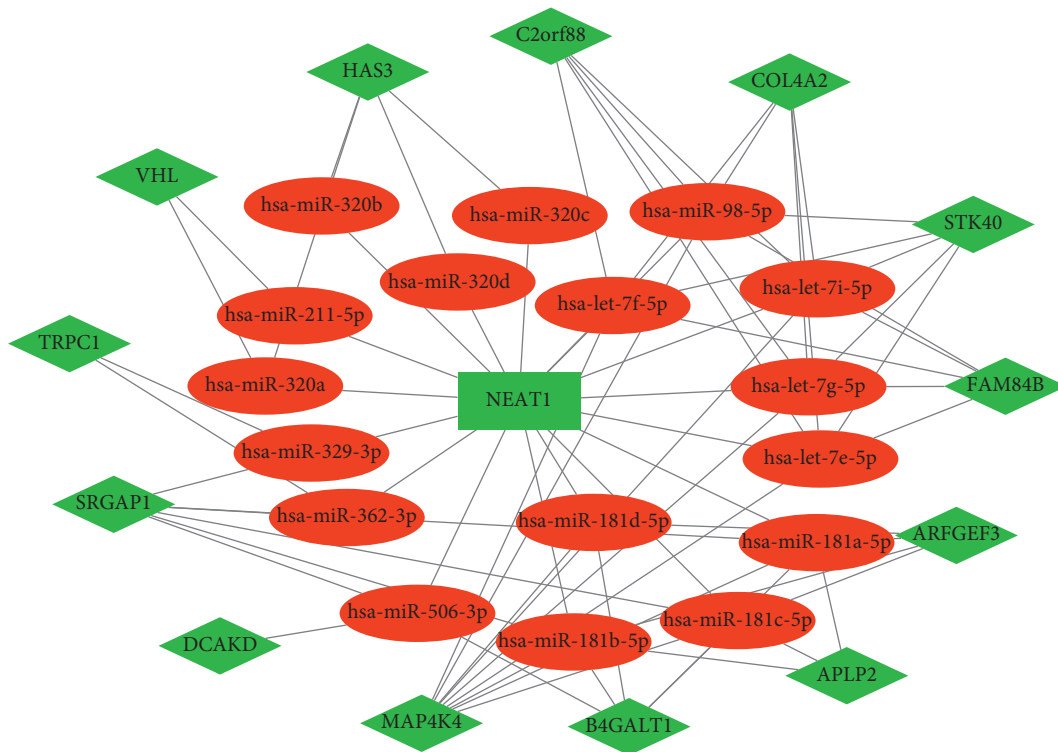 C2orf88
HAS3
COL4A2
VHL
hsa-miR-320b
hsa-miR-320c
hsa-miR-98-5p
STK40
hsa-miR-320d
hsa-let-7i-5p
hsa-let-7f-5p
hsa-miR-211-5p
TRPC1
hsa-miR-320a
NEAT1
hsa-let-7g-5p
FAM84B
hsa-miR-329-3p
hsa-let-7e-5p
SRGAP1
hsa-miR-362-3p
hsa-miR-181d-5p
hsa-miR-181a-5p
ARFGEF3
hsa-miR-506-3p
hsa-miR-181c-5p
hsa-miR-181b-5p
DCAKD
APLP2
MAP4K4
B4GALT1